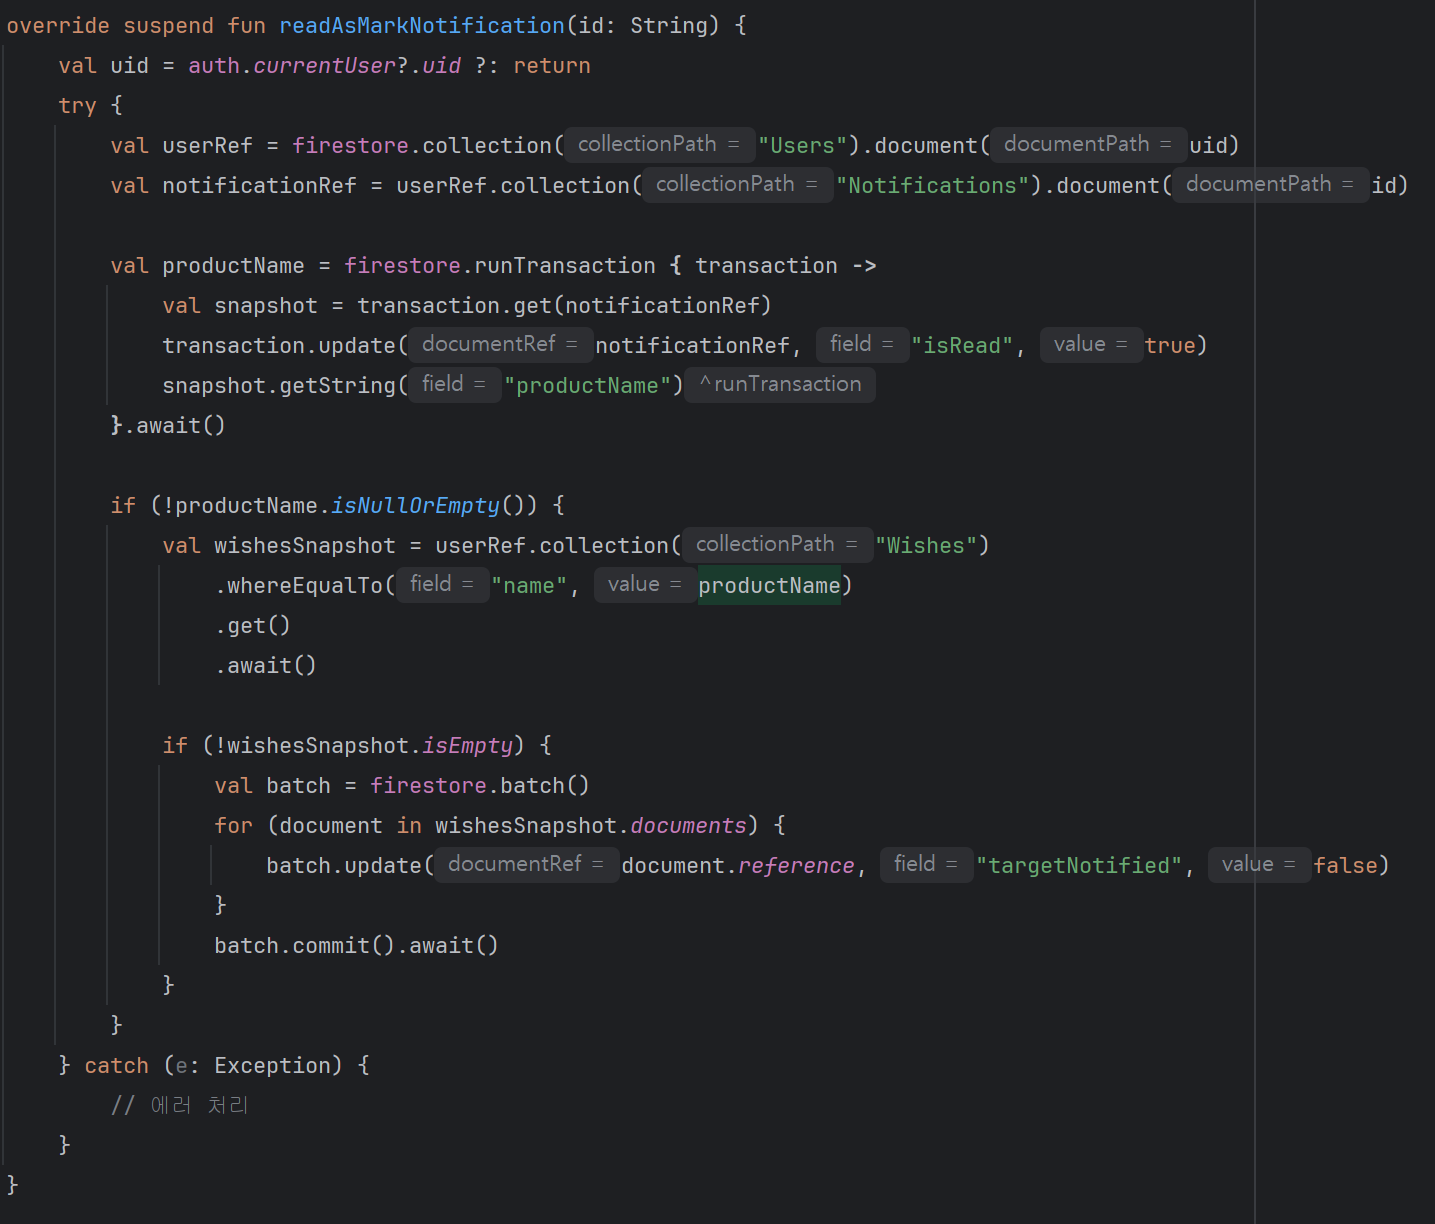 override suspend fun readAsMarkNotification(id: String) {
    val uid = auth.currentUser?.uid ?: return
    try {
        val userRef = firestore.collection( collectionPath = "Users").document( documentPath = uid)
        val notificationRef = userRef.collection( collectionPath = "Notifications").document( documentPath = id)

        val productName = firestore.runTransaction { transaction ->
            val snapshot = transaction.get(notificationRef)
            transaction.update( documentRef = notificationRef, field = "isRead", value = true)
            snapshot.getString( field = "productName") ^runTransaction
        }.await()

        if (!productName.isNullOrEmpty()) {
            val wishesSnapshot = userRef.collection( collectionPath = "Wishes")
                .whereEqualTo( field = "name", value = productName)
                .get()
                .await()

            if (!wishesSnapshot.isEmpty) {
                val batch = firestore.batch()
                for (document in wishesSnapshot.documents) {
                    batch.update( documentRef = document.reference, field = "targetNotified", value = false)
                }
                batch.commit().await()
            }
        }
    } catch (e: Exception) {
        // 에러 처리
    }
}